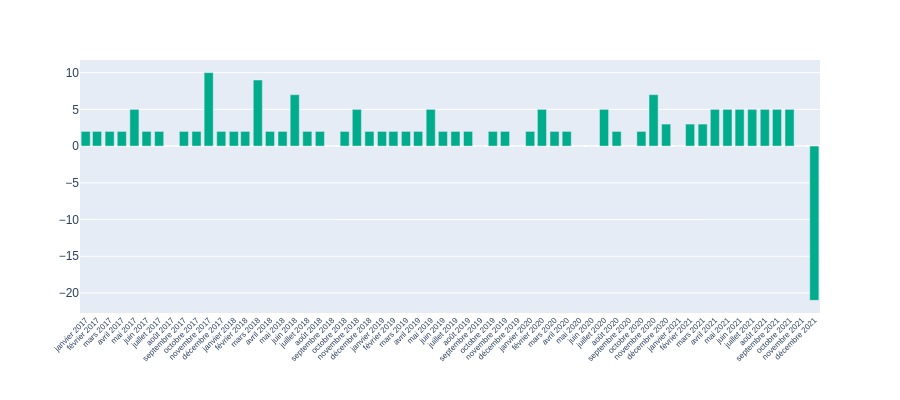 10
5
0
−5
−10
−15
−20
janvier 2017
février 2017
mars 2017
avril 2017
mai 2017
juin 2017
juillet 2017
août 2017
septembre 2017
octobre 2017
novembre 2017
décembre 2017
janvier 2018
février 2018
mars 2018
avril 2018
mai 2018
juin 2018
juillet 2018
août 2018
septembre 2018
octobre 2018
novembre 2018
décembre 2018
janvier 2019
février 2019
mars 2019
avril 2019
mai 2019
juin 2019
juillet 2019
août 2019
septembre 2019
octobre 2019
novembre 2019
décembre 2019
janvier 2020
février 2020
mars 2020
avril 2020
mai 2020
juin 2020
juillet 2020
août 2020
septembre 2020
octobre 2020
novembre 2020
décembre 2020
janvier 2021
février 2021
mars 2021
avril 2021
mai 2021
juin 2021
juillet 2021
août 2021
septembre 2021
octobre 2021
novembre 2021
décembre 2021